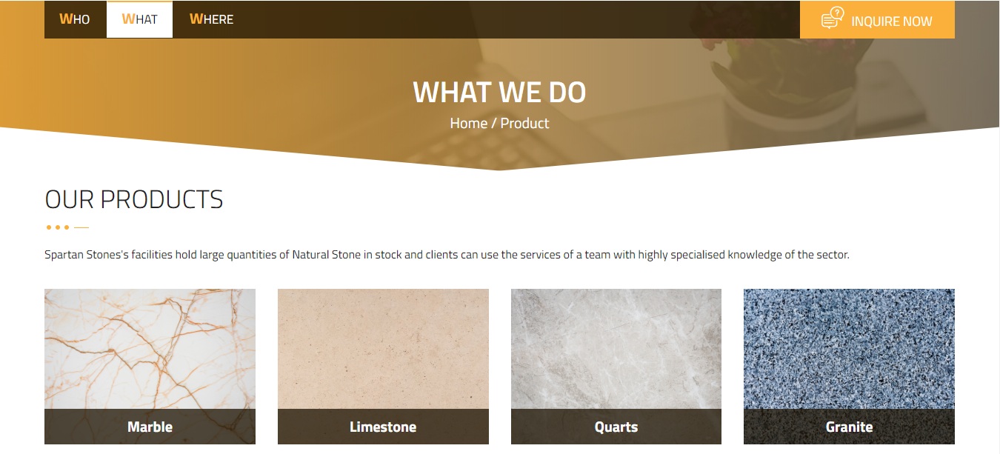 WHO WHAT WHERE INQUIRE NOW
WHAT WE DO
Home / Product
OUR PRODUCTS
Spartan Stones's facilities hold large quantities of Natural Stone in stock and clients can use the services of a team with highly specialised knowledge of the sector.
Marble Limestone Quarts Granite